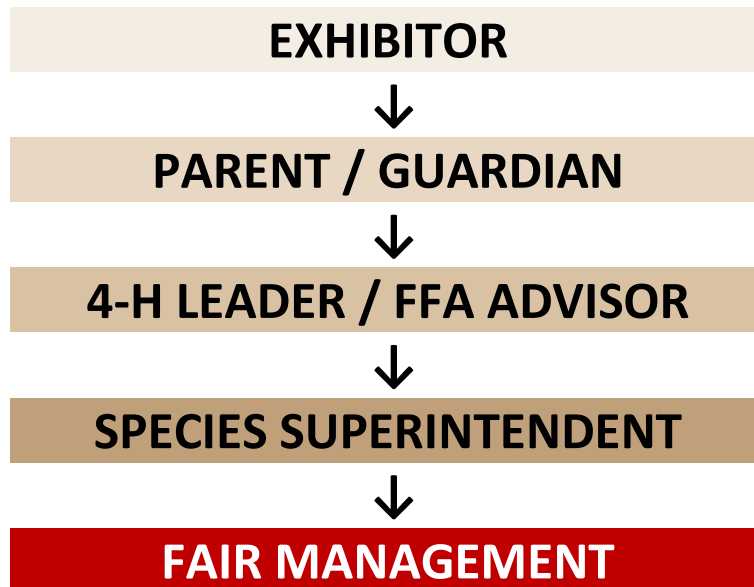 EXHIBITOR
PARENT / GUARDIAN
4-H LEADER / FFA ADVISOR
SPECIES SUPERINTENDENT
FAIR MANAGEMENT